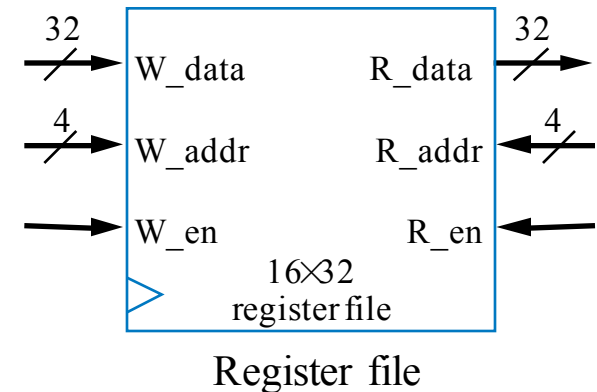 32 32
W_data R_data
4 4
W_addr R_addr
W_en R_en
16×32
register file
Register file